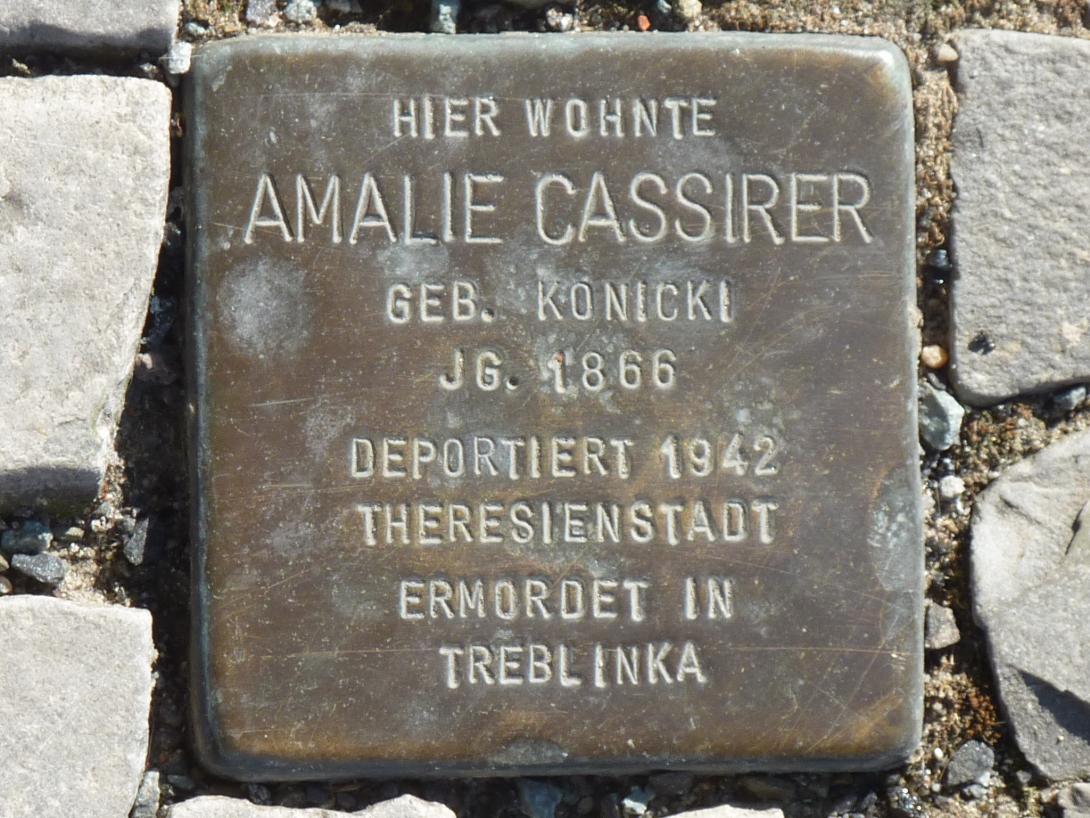 HIER WOHNTE
AMALIE CASSIRER
GEB. KONICKI
JG. 1866
DEPORTIERT 1942
THERESIENSTADT
ERMORDET IN
TREBLINKA